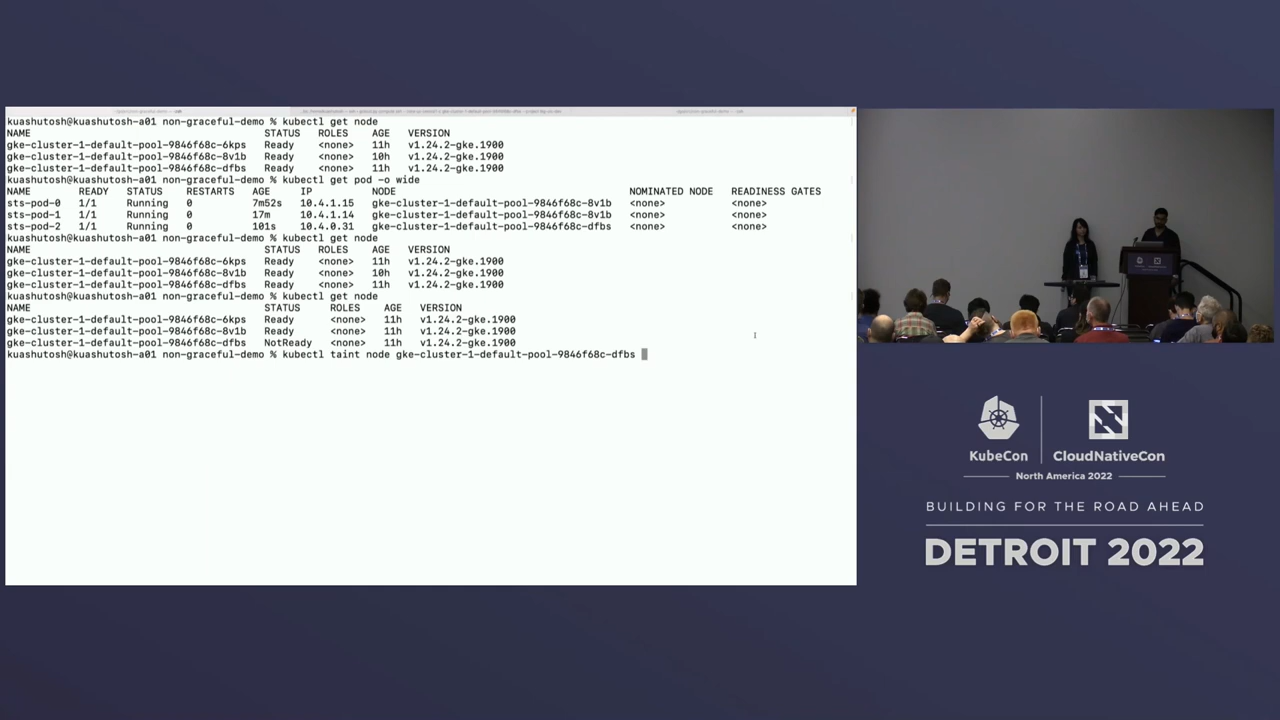 kuashutosh@kuashutosh-a01 non-graceful-demo % kubectl get node
NAME STATUS ROLES AGE VERSION
gke-cluster-1-default-pool-9846f68c-6kps Ready <none> 11h v1.24.2-gke.1900
gke-cluster-1-default-pool-9846f68c-8v1b Ready <none> 10h v1.24.2-gke.1900
gke-cluster-1-default-pool-9846f68c-dfbs Ready <none> 11h v1.24.2-gke.1900
kuashutosh@kuashutosh-a01 non-graceful-demo % kubectl get pod -o wide
NAME READY STATUS RESTARTS AGE IP NODE NOMINATED NODE READINESS GATES
sts-pod-0 1/1 Running 0 7m52s 10.4.1.15 gke-cluster-1-default-pool-9846f68c-8v1b <none> <none>
sts-pod-1 1/1 Running 0 17m 10.4.1.14 gke-cluster-1-default-pool-9846f68c-8v1b <none> <none>
sts-pod-2 1/1 Running 0 101s 10.4.0.31 gke-cluster-1-default-pool-9846f68c-dfbs <none> <none>
kuashutosh@kuashutosh-a01 non-graceful-demo % kubectl get node
NAME STATUS ROLES AGE VERSION
gke-cluster-1-default-pool-9846f68c-6kps Ready <none> 11h v1.24.2-gke.1900
gke-cluster-1-default-pool-9846f68c-8v1b Ready <none> 10h v1.24.2-gke.1900
gke-cluster-1-default-pool-9846f68c-dfbs Ready <none> 11h v1.24.2-gke.1900
kuashutosh@kuashutosh-a01 non-graceful-demo % kubectl get node
NAME STATUS ROLES AGE VERSION
gke-cluster-1-default-pool-9846f68c-6kps Ready <none> 11h v1.24.2-gke.1900
gke-cluster-1-default-pool-9846f68c-8v1b Ready <none> 11h v1.24.2-gke.1900
gke-cluster-1-default-pool-9846f68c-dfbs NotReady <none> 11h v1.24.2-gke.1900
kuashutosh@kuashutosh-a01 non-graceful-demo % kubectl taint node gke-cluster-1-default-pool-9846f68c-dfbs
KubeCon CloudNativeCon
North America 2022
BUILDING FOR THE ROAD AHEAD
DETROIT 2022